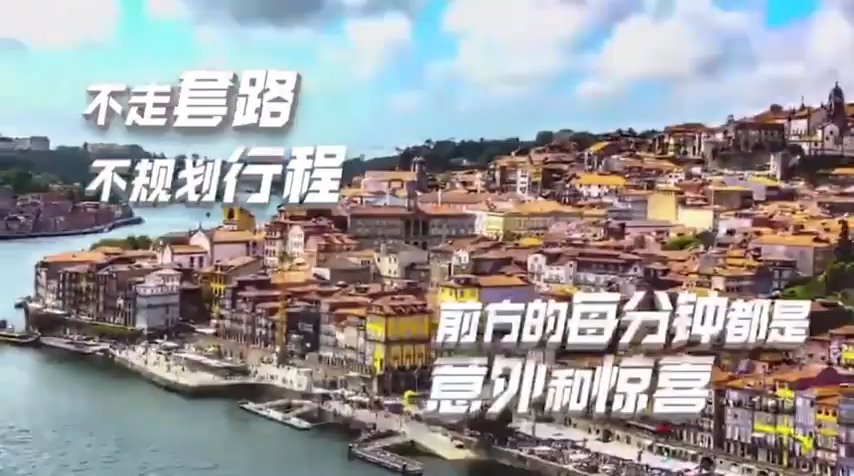 不走套路
不规划行程
前方的每分钟都是
意外和惊喜